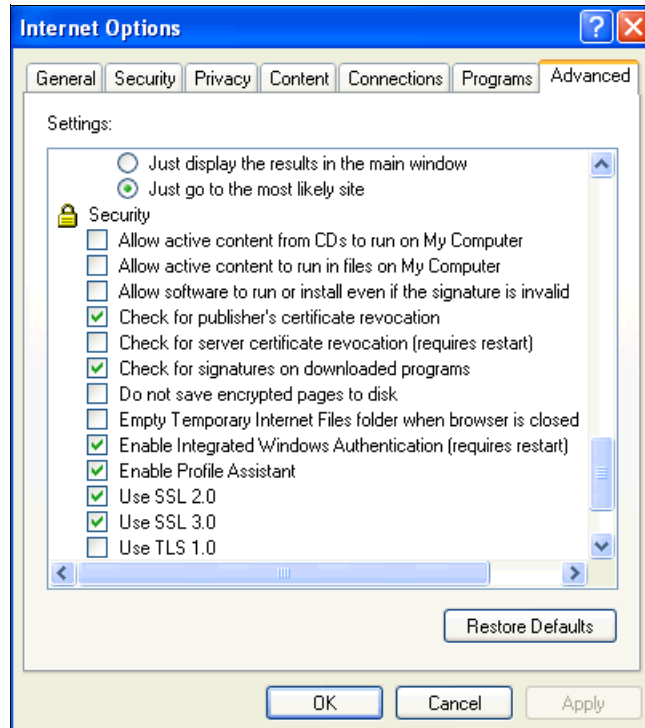 Internet Options
General Security Privacy Content Connections Programs Advanced
Settings:
Just display the results in the main window
Just go to the most likely site
Security
Allow active content from CDs to run on My Computer
Allow active content to run in files on My Computer
Allow software to run or install even if the signature is invalid
Check for publisher's certificate revocation
Check for server certificate revocation (requires restart)
Check for signatures on downloaded programs
Do not save encrypted pages to disk
Empty Temporary Internet Files folder when browser is closed
Enable Integrated Windows Authentication (requires restart)
Enable Profile Assistant
Use SSL 2.0
Use SSL 3.0
Use TLS 1.0
Restore Defaults
OK Cancel Apply